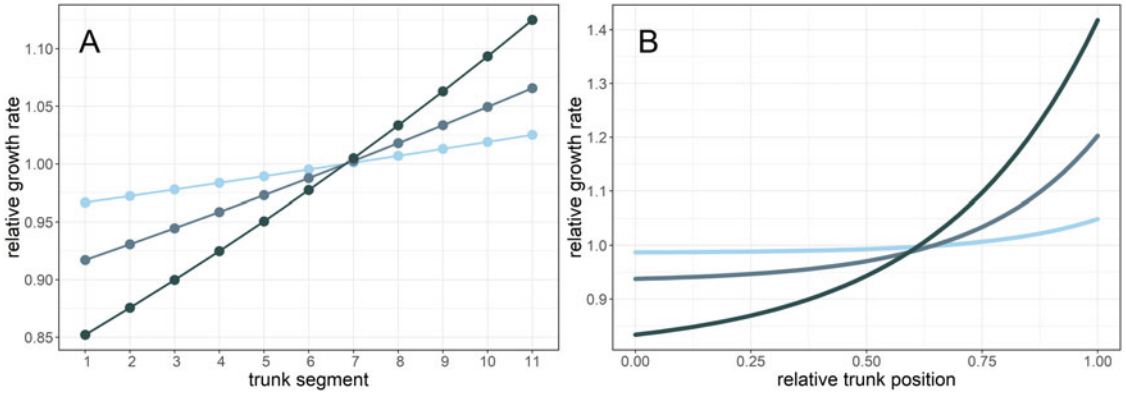 A
relative growth rate
1.10
1.05
1.00
0.95
0.90
0.85
1 2 3 4 5 6 7 8 9 10 11
trunk segment
B
relative growth rate
1.4
1.3
1.2
1.1
1.0
0.9
0.00 0.25 0.50 0.75 1.00
relative trunk position